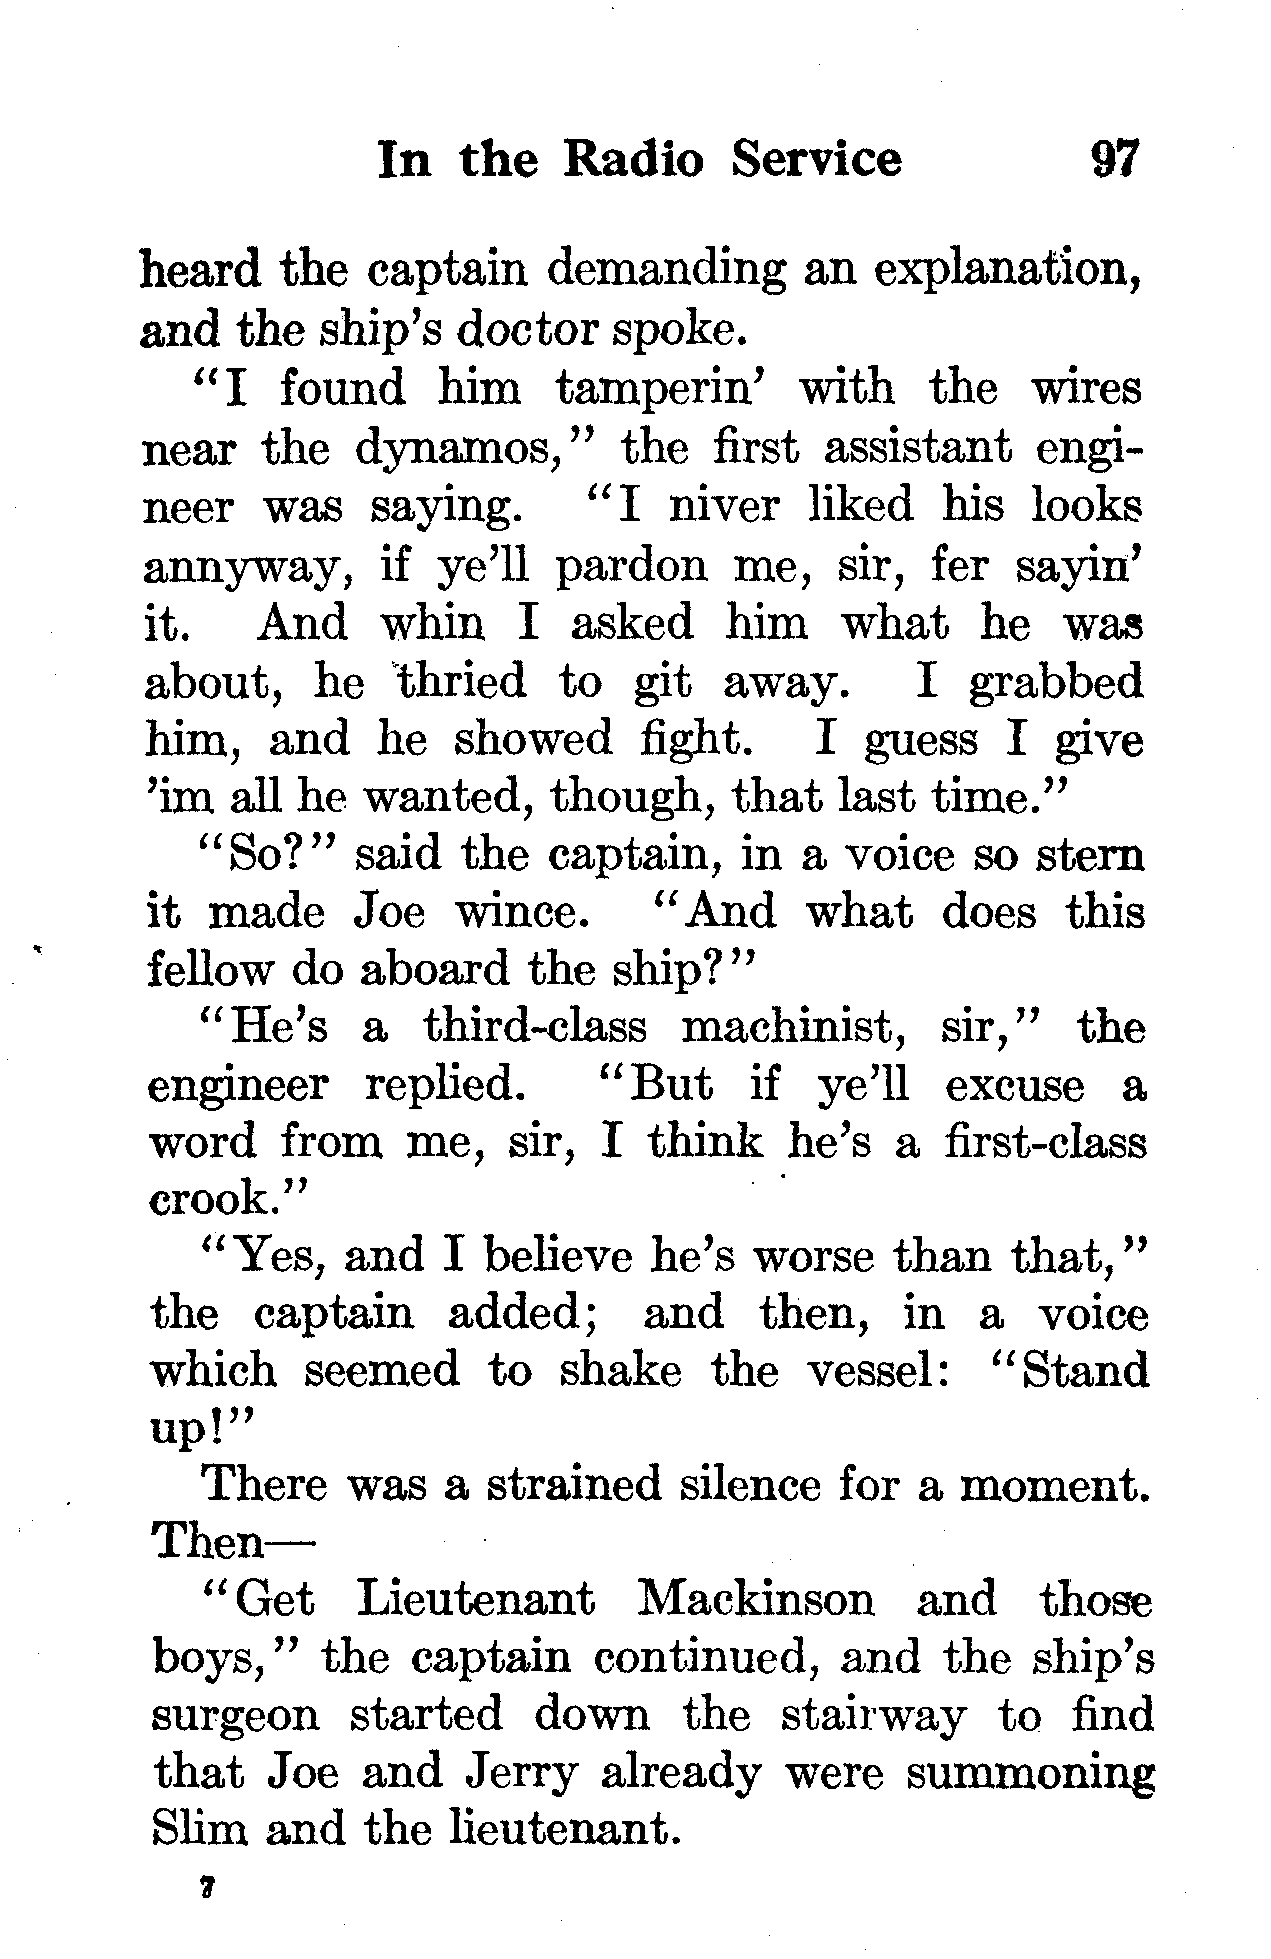 In the Radio Service 97
heard the captain demanding an explanation,
and the ship's doctor spoke.
"I found him tamperin' with the wires
near the dynamos," the first assistant engi-
neer was saying. "I niver liked his looks
annyway, if ye'll pardon me, sir, fer sayin'
it. And whin I asked him what he was
about, he thried to git away. I grabbed
him, and he showed fight. I guess I give
'im all he wanted, though, that last time."
"So?" said the captain, in a voice so stern
it made Joe wince. "And what does this
fellow do aboard the ship?"
"He's a third-class machinist, sir," the
engineer replied. "But if ye'll excuse a
word from me, sir, I think he's a first-class
crook."
"Yes, and I believe he's worse than that,"
the captain added; and then, in a voice
which seemed to shake the vessel: "Stand
up!"
There was a strained silence for a moment.
Then—
"Get Lieutenant Mackinson and those
boys," the captain continued, and the ship's
surgeon started down the stairway to find
that Joe and Jerry already were summoning
Slim and the lieutenant.
7